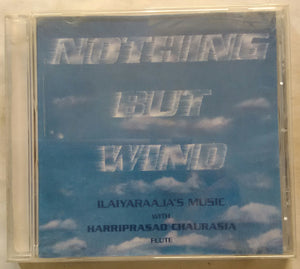 NOTHING
BUT
WIND
ILAIYARAAJA'S MUSIC
WITH
HARRIPRASAD CHAURASIA
FLUTE